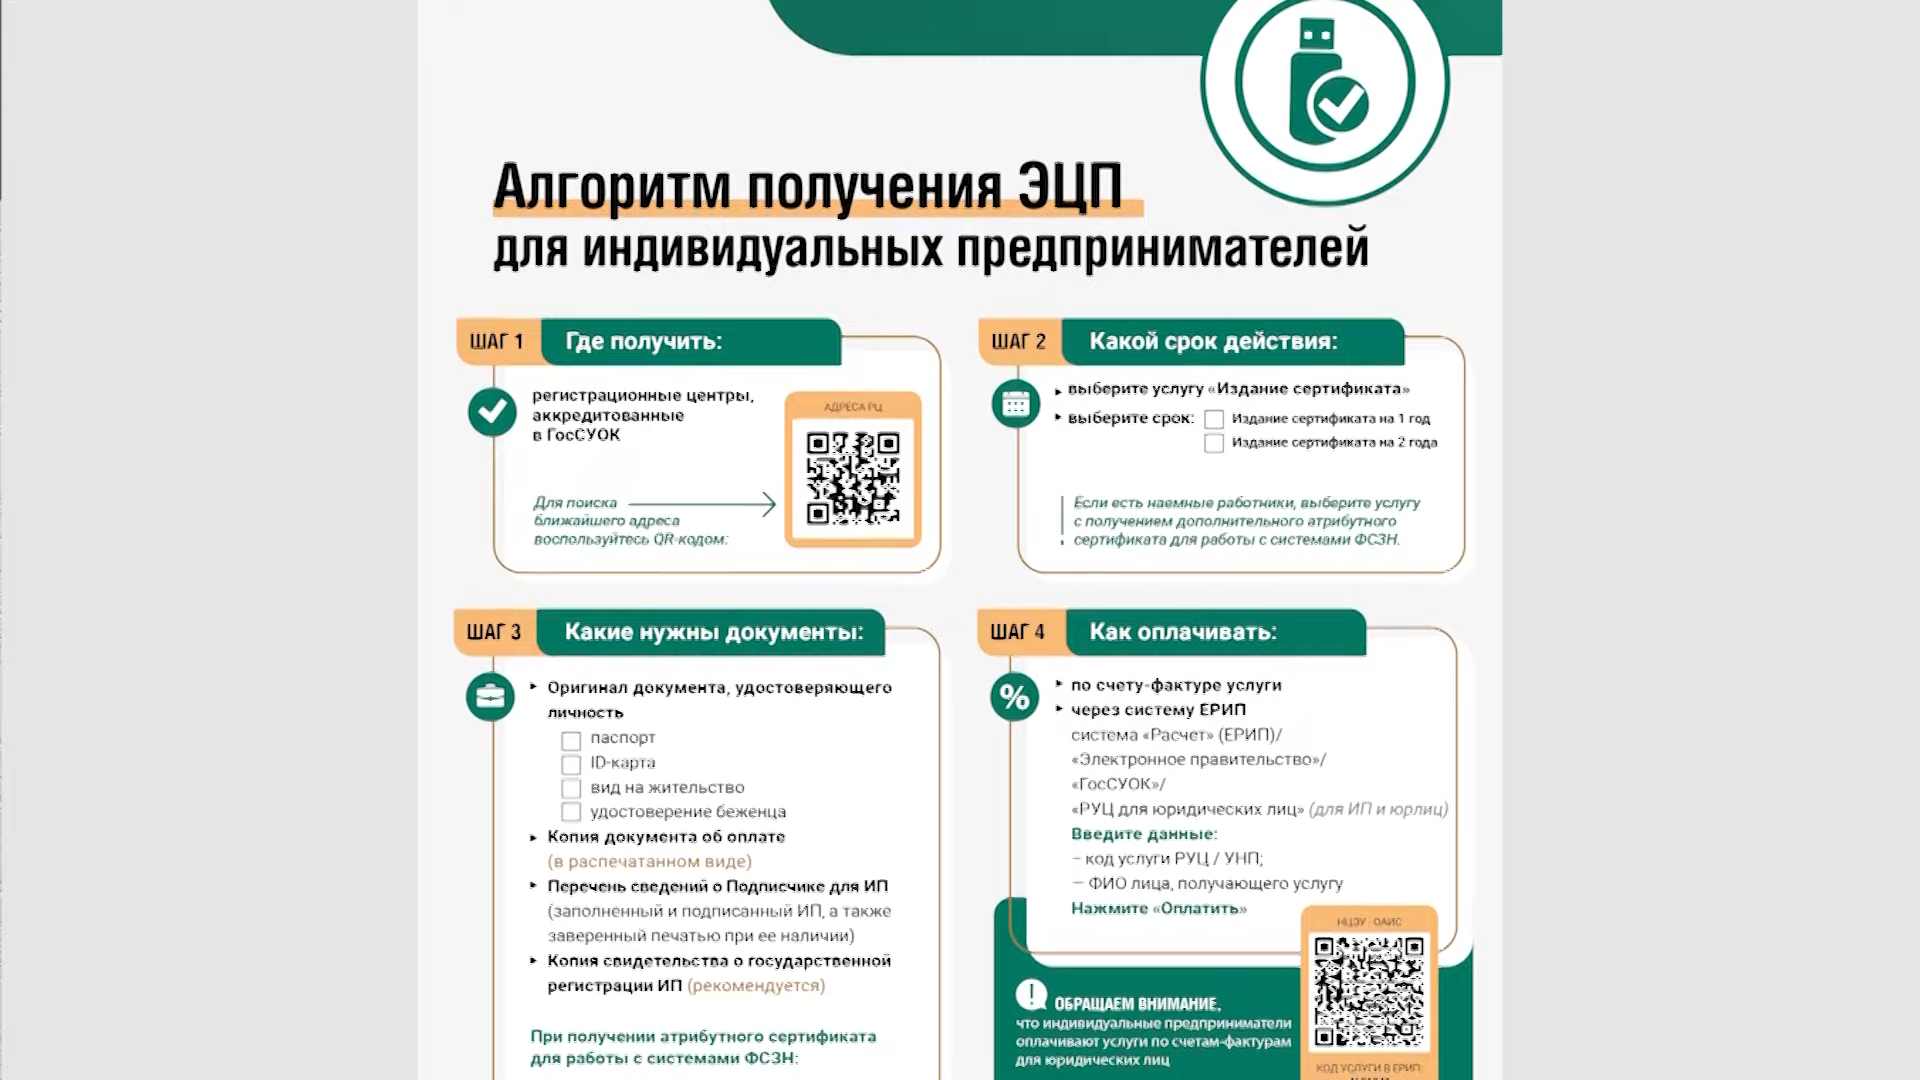 Алгоритм получения ЭЦП
для индивидуальных предпринимателей
ШАГ 1
Где получить:
регистрационные центры,
аккредитованные
в ГосСУОК
АДРЕСА РЦ
Для поиска
ближайшего адреса
воспользуйтесь QR-кодом:
ШАГ 2
Какой срок действия:
выберите услугу «Издание сертификата»
выберите срок:
Издание сертификата на 1 год
Издание сертификата на 2 года
Если есть наемные работники, выберите услугу
с получением дополнительного атрибутного
сертификата для работы с системами ФСЗН.
ШАГ 3
Какие нужны документы:
Оригинал документа, удостоверяющего
личность
паспорт
ID-карта
вид на жительство
удостоверение беженца
Копия документа об оплате
(в распечатанном виде)
Перечень сведений о Подписчике для ИП
(заполненный и подписанный ИП, а также
заверенный печатью при ее наличии)
Копия свидетельства о государственной
регистрации ИП (рекомендуется)
При получении атрибутного сертификата
для работы с системами ФСЗН:
ШАГ 4
Как оплачивать:
по счету-фактуре услуги
через систему ЕРИП
система «Расчет» (ЕРИП)/
«Электронное правительство»/
«ГосСУОК»/
«РУЦ для юридических лиц» (для ИП и юрлиц)
Введите данные:
– код услуги РУЦ / УНП;
– ФИО лица, получающего услугу
Нажмите «Оплатить»
НЦЭУ - ОАИС
ОБРАЩАЕМ ВНИМАНИЕ,
что индивидуальные предприниматели
оплачивают услуги по счетам-фактурам
для юридических лиц
КОД УСЛУГИ В ЕРИП: